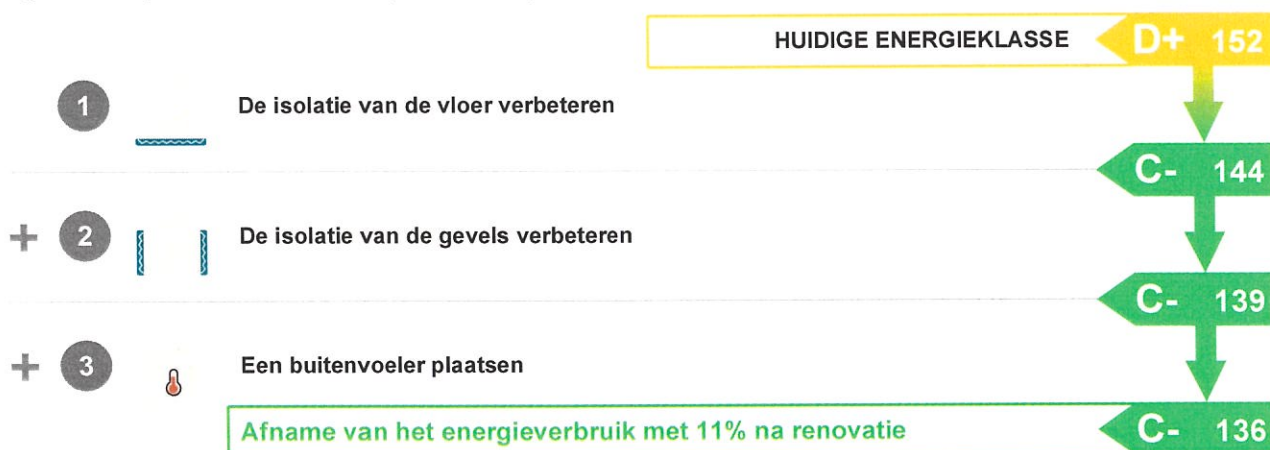 HUIDIGE ENERGIEKLASSE D+ 152
1 De isolatie van de vloer verbeteren
C- 144
+ 2 De isolatie van de gevels verbeteren
C- 139
+ 3 Een buitenvoeler plaatsen
Afname van het energieverbruik met 11% na renovatie C- 136